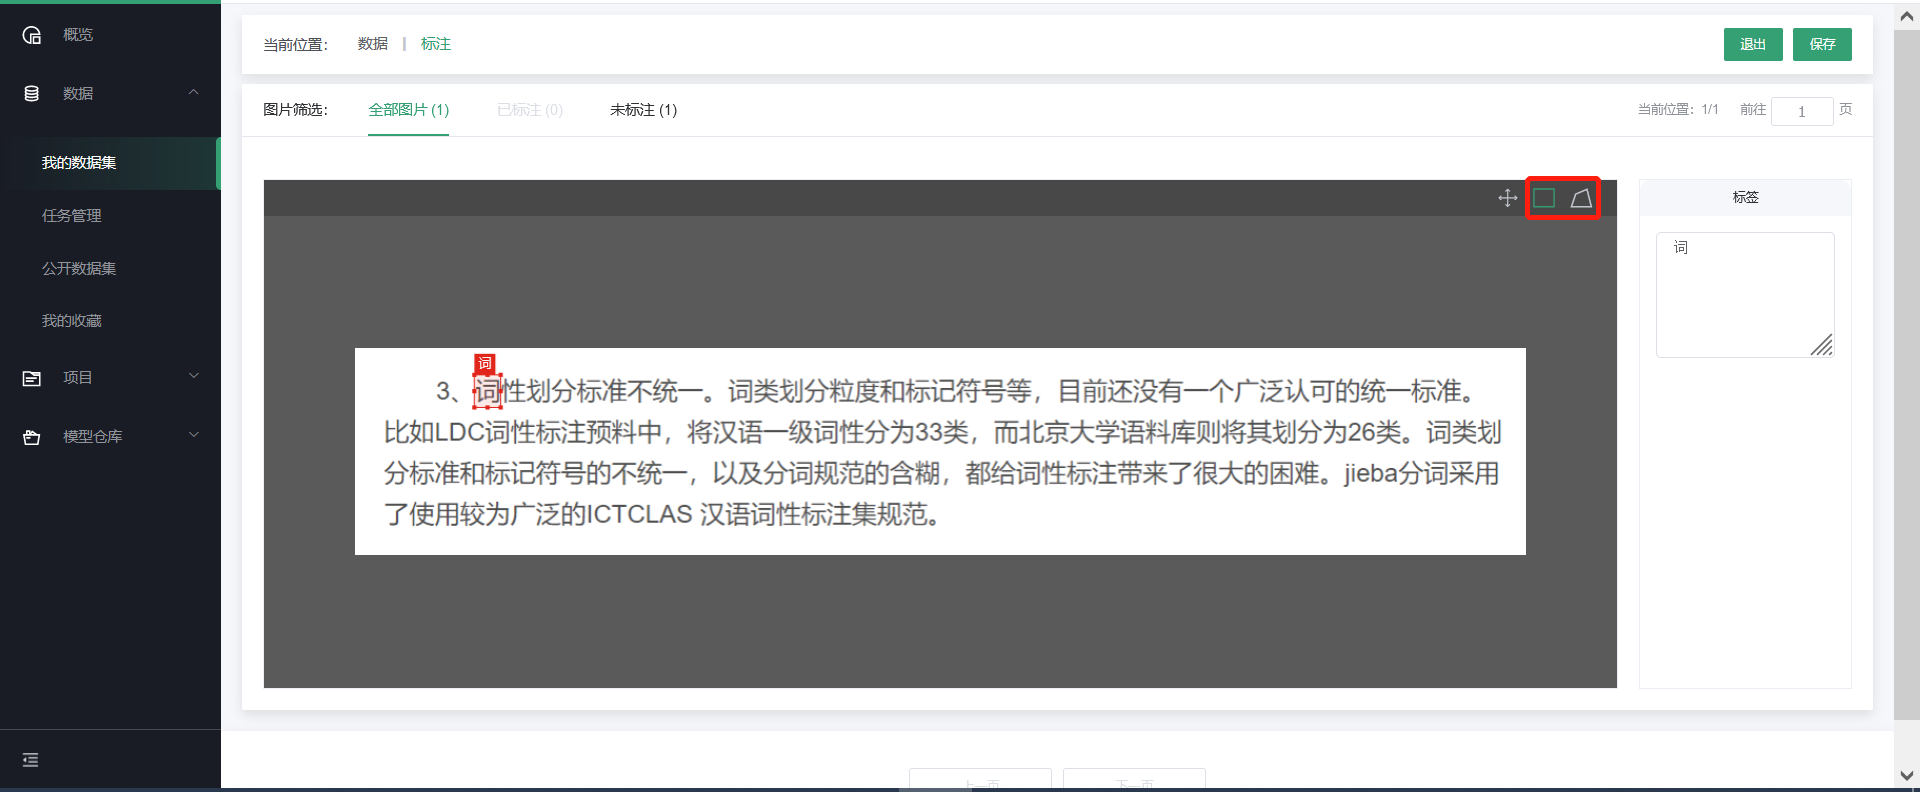 概览
数据
我的数据集
任务管理
公开数据集
我的收藏
项目
模型仓库
当前位置： 数据 | 标注
退出 保存
图片筛选： 全部图片 (1) 已标注 (0) 未标注 (1)
当前位置：1/1 前往 1 页
标签
词
词
3、词性划分标准不统一。词类划分粒度和标记符号等，目前还没有一个广泛认可的统一标准。
比如LDC词性标注预料中，将汉语一级词性分为33类，而北京大学语料库则将其划分为26类。词类划
分标准和标记符号的不统一，以及分词规范的含糊，都给词性标注带来了很大的困难。jieba分词采用
了使用较为广泛的ICTCLAS 汉语词性标注集规范。
上一页 下一页